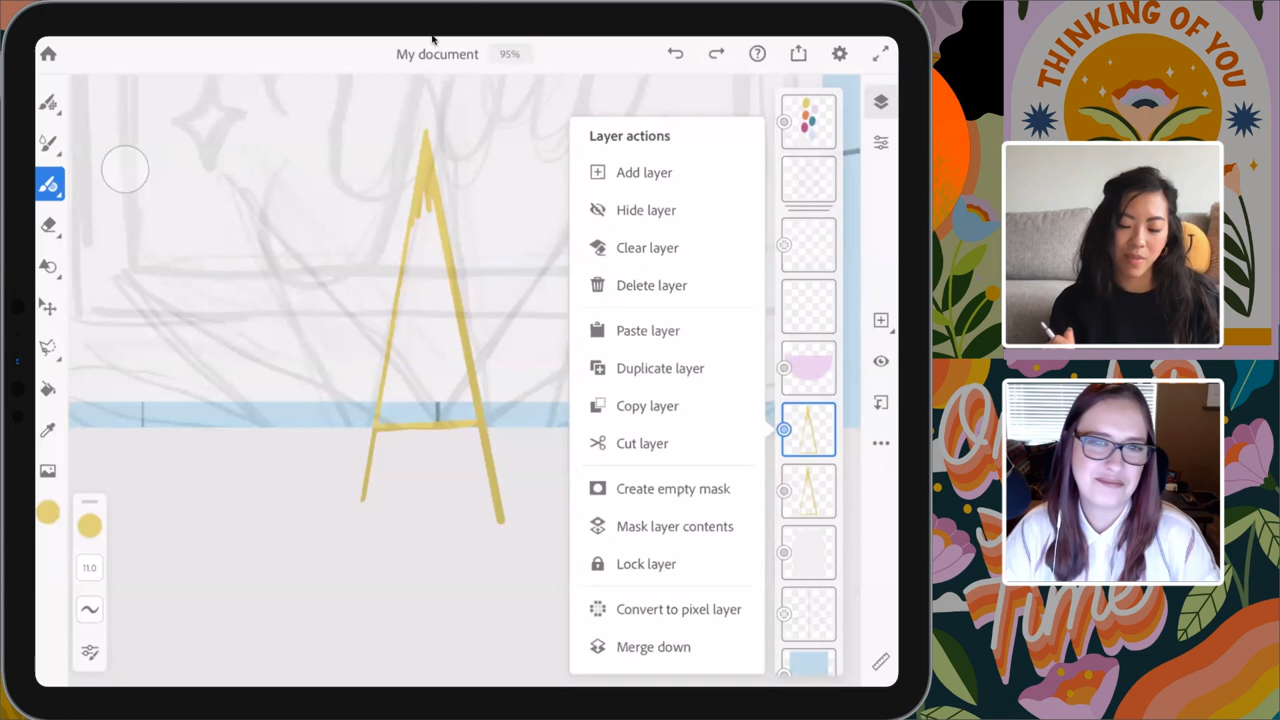 My document
95%
Layer actions
Add layer
Hide layer
Clear layer
Delete layer
Paste layer
Duplicate layer
Copy layer
Cut layer
Create empty mask
Mask layer contents
Lock layer
Convert to pixel layer
Merge down
11.0
THINKING OF YOU
Time